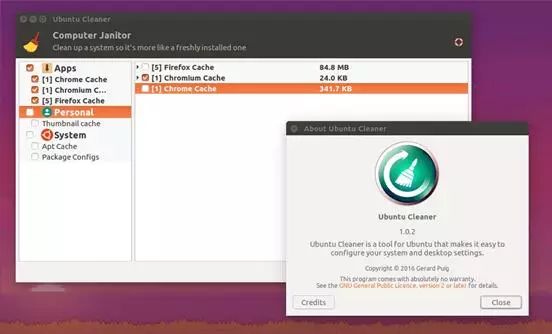 Ubuntu Cleaner
Computer Janitor
Clean up a system so it's more like a freshly installed one
Apps
[1] Chrome Cache
[1] Chromium C...
[5] Firefox Cache
Personal
Thumbnail cache
System
Apt Cache
Package Configs
[5] Firefox Cache 84.8 MB
[1] Chromium Cache 24.0 KB
[1] Chrome Cache 341.7 KB
About Ubuntu Cleaner
Ubuntu Cleaner
1.0.2
Ubuntu Cleaner is a tool for Ubuntu that makes it easy to
configure your system and desktop settings.
Copyright © 2016 Gerard Puig
This program comes with absolutely no warranty.
See the GNU General Public Licence, version 2 or later for details.
Credits
Close